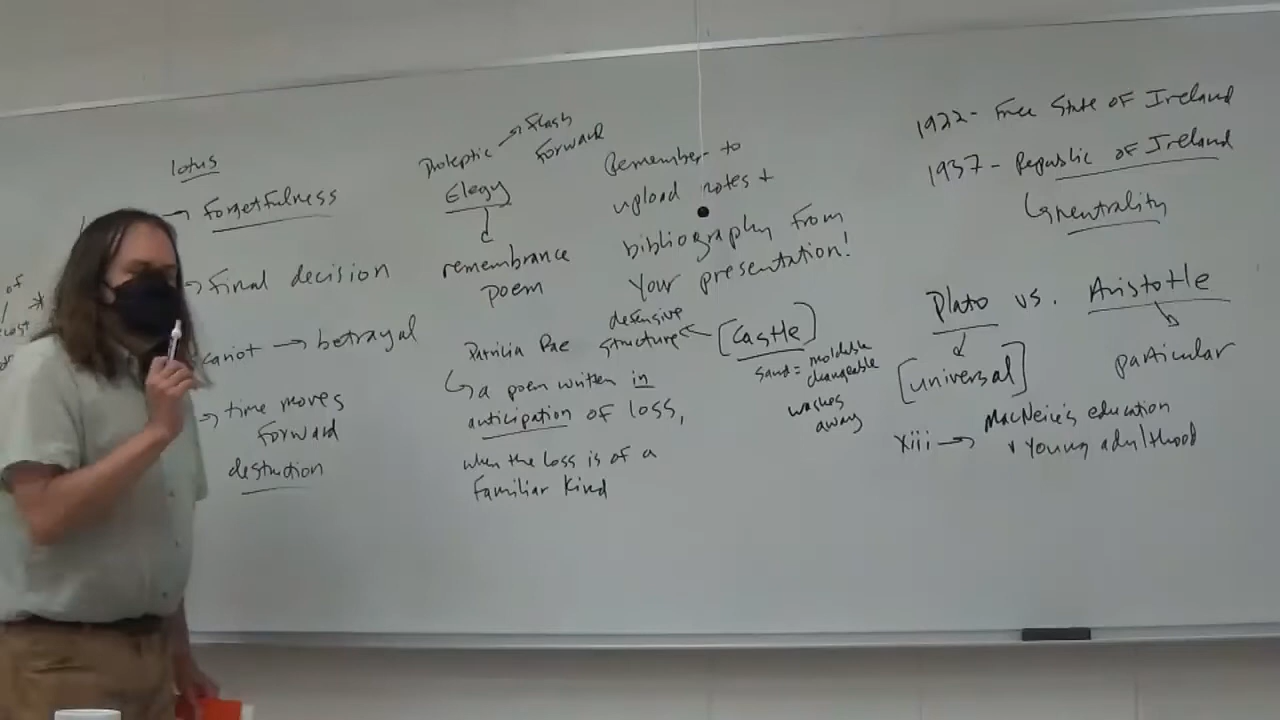 lotus
→ Forgetfulness
→ Final decision
→ betrayal
→ time moves
Forward
destruction
of
Proleptic → Flash
Forward
Elegy
remembrance
poem
Patricia Rae
↳ a poem written in
anticipation of loss,
when the loss is of a
Familiar Kind
Remember to
upload notes +
bibliography From
Your presentation!
defensive
structure ← [Castle]
Sand = moldable
changeable
washes
away
1922 - Free State of Ireland
1937 - Republic of Ireland
↳ neutrality
Plato vs. Aristotle
[universal]
particular
xiii → MacNeice's education
+ Young adulthood